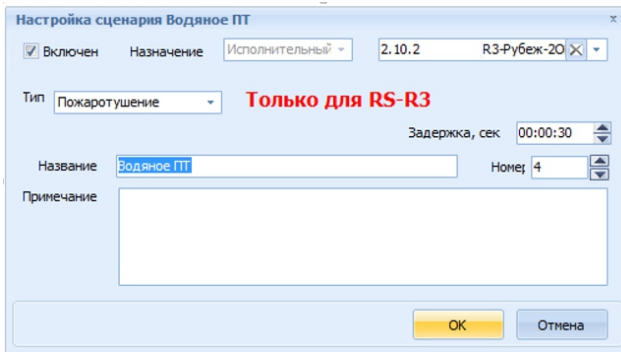 Настройка сценария Водяное ПТ
Включен Назначение Исполнительный 2.10.2 R3-Рубеж-2О
Тип Пожаротушение Только для RS-R3
Задержка, сек 00:00:30
Название Водяное ПТ Номер 4
Примечание
ОК Отмена